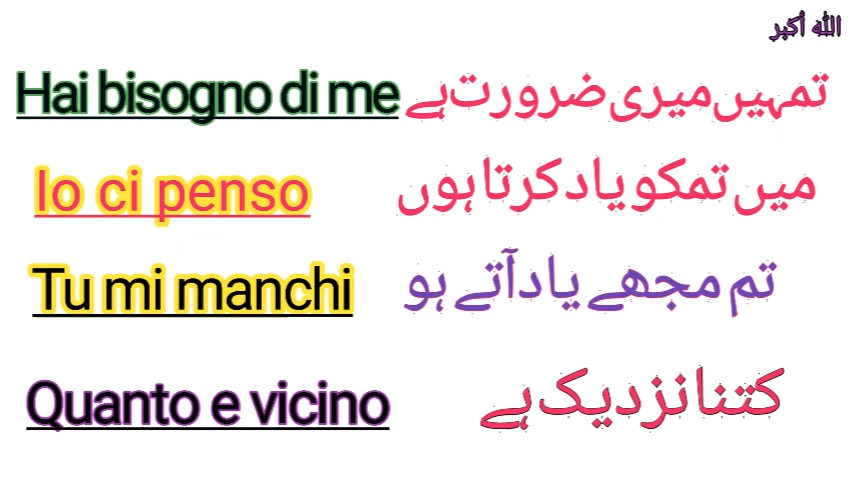 الله أكبر
Hai bisogno di me تمہیں میری ضرورت ہے
Io ci penso میں تمکو یاد کرتا ہوں
Tu mi manchi تم مجھے یاد آتے ہو
Quanto e vicino کتنا نزدیک ہے